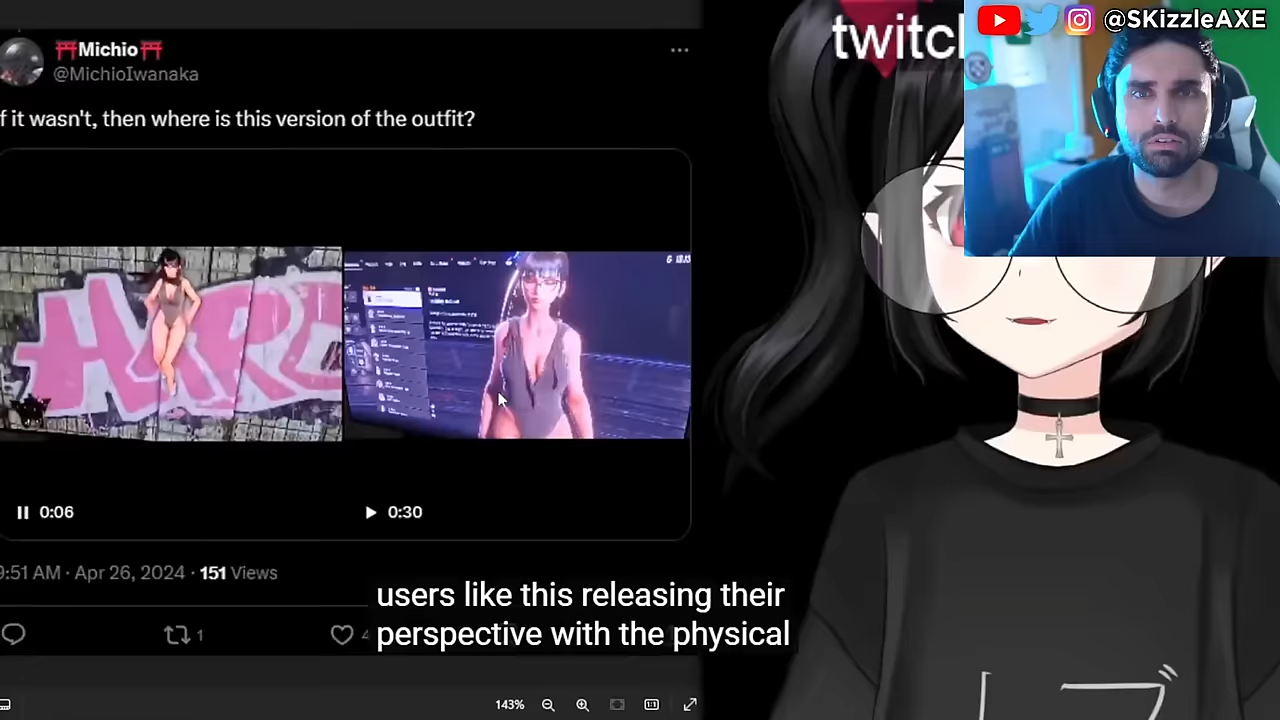 ⛩Michio⛩
@MichioIwanaka
f it wasn't, then where is this version of the outfit?
0:06
0:30
9:51 AM · Apr 26, 2024 · 151 Views
1
4
users like this releasing their
perspective with the physical
143%
twitc
@SKizzleAXE